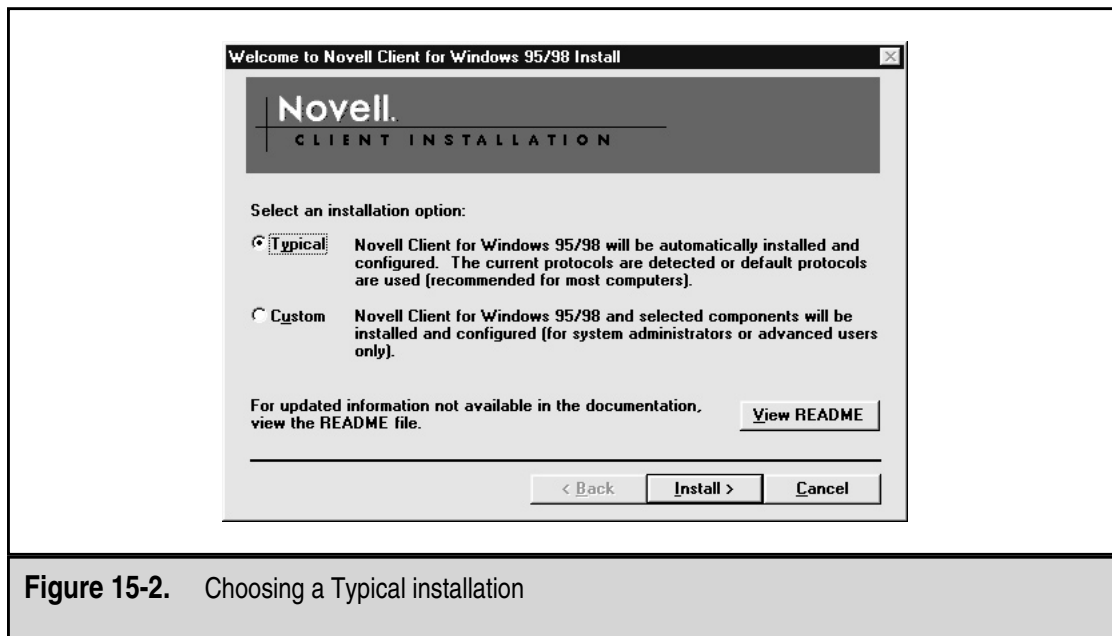 Welcome to Novell Client for Windows 95/98 Install
Novell.
CLIENT INSTALLATION
Select an installation option:
Typical
Novell Client for Windows 95/98 will be automatically installed and
configured. The current protocols are detected or default protocols
are used (recommended for most computers).
Custom
Novell Client for Windows 95/98 and selected components will be
installed and configured (for system administrators or advanced users
only).
For updated information not available in the documentation,
view the README file.
View README
< Back
Install >
Cancel
Figure 15-2. Choosing a Typical installation